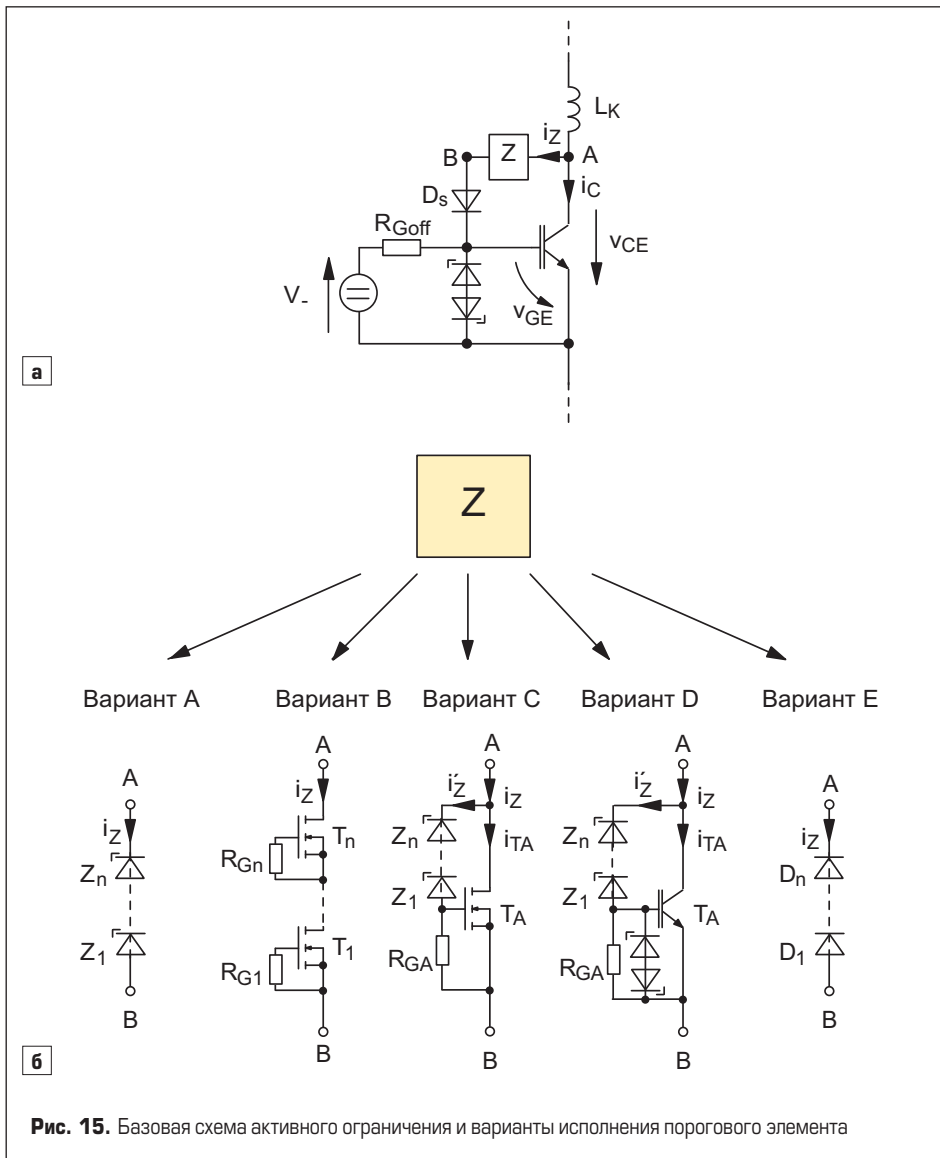 L_K
i_Z
B
Z
A
D_s
i_C
R_Goff
v_CE
V_-
v_GE
а
Z
Вариант A
Вариант B
Вариант C
Вариант D
Вариант E
A
i_Z
Z_n
Z_1
B
A
i_Z
T_n
R_Gn
T_1
R_G1
B
A
i'_Z
i_Z
Z_n
i_TA
Z_1
T_A
R_GA
B
A
i'_Z
i_Z
Z_n
i_TA
Z_1
T_A
R_GA
B
A
i_Z
D_n
D_1
B
б
Рис. 15. Базовая схема активного ограничения и варианты исполнения порогового элемента